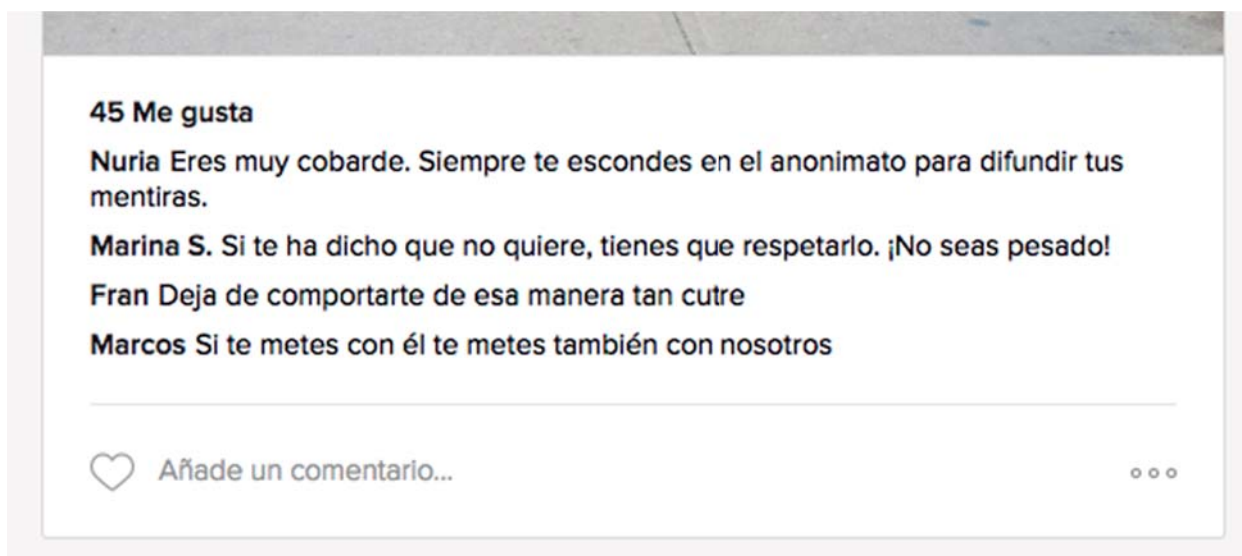 45 Me gusta
Nuria Eres muy cobarde. Siempre te escondes en el anonimato para difundir tus
mentiras.
Marina S. Si te ha dicho que no quiere, tienes que respetarlo. ¡No seas pesado!
Fran Deja de comportarte de esa manera tan cutre
Marcos Si te metes con él te metes también con nosotros
Añade un comentario...